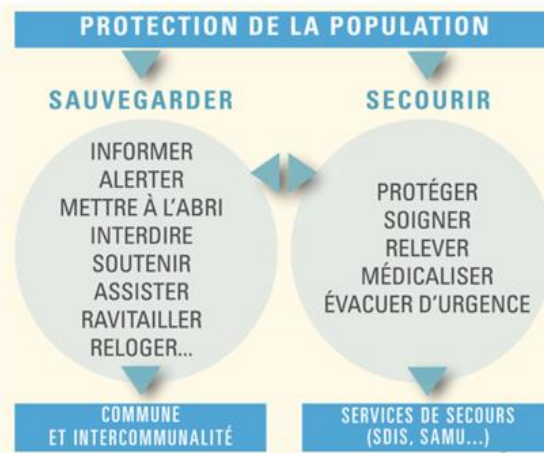 PROTECTION DE LA POPULATION
SAUVEGARDER
INFORMER
ALERTER
METTRE À L'ABRI
INTERDIRE
SOUTENIR
ASSISTER
RAVITAILLER
RELOGER...
COMMUNE
ET INTERCOMMUNALITÉ
SECOURIR
PROTÉGER
SOIGNER
RELEVER
MÉDICALISER
ÉVACUER D'URGENCE
SERVICES DE SECOURS
(SDIS, SAMU...)